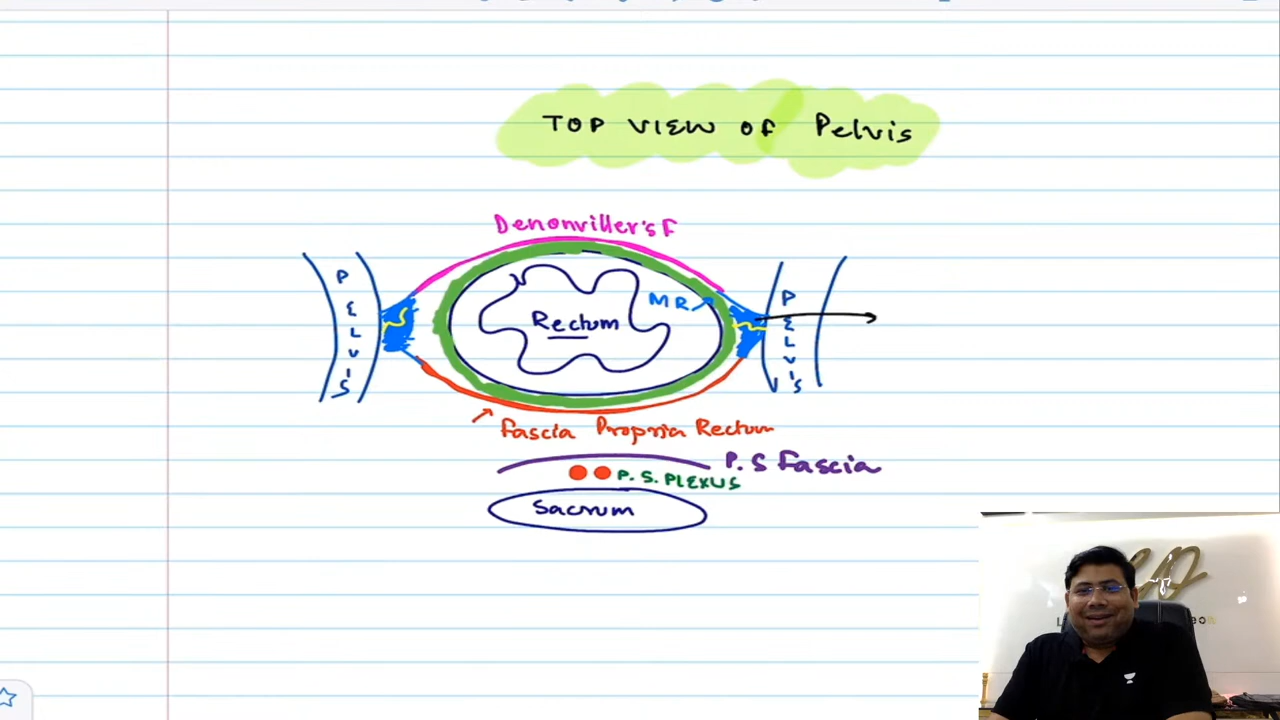 TOP VIEW OF Pelvis
Denonviller's F
PELVIS
MR
Rectum
PELVIS
Fascia Propria Rectum
P.S Fascia
P.S. PLEXUS
Sacrum